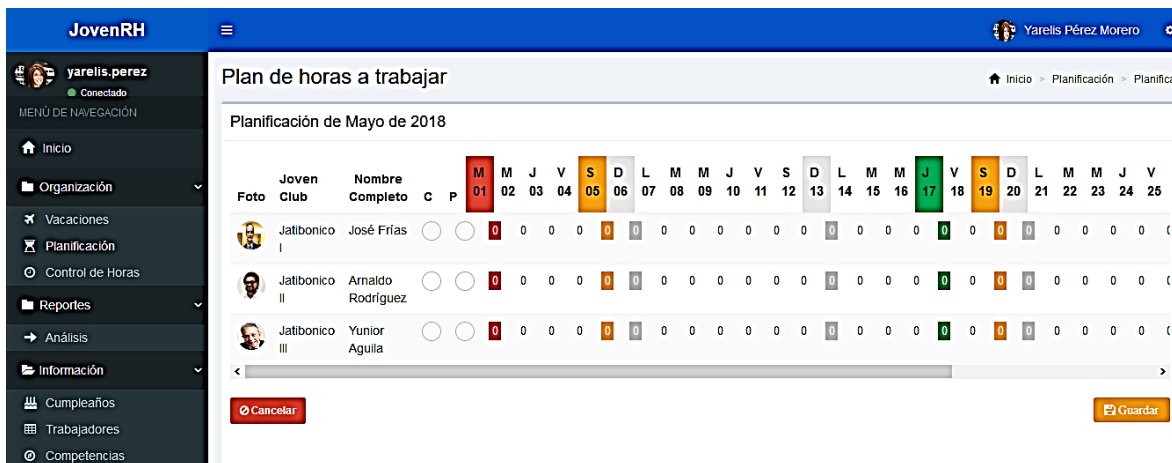 JovenRH
Yarelis Pérez Morero
yarelis.perez
Conectado
MENÚ DE NAVEGACIÓN
Inicio
Organización
Vacaciones
Planificación
Control de Horas
Reportes
Análisis
Información
Cumpleaños
Trabajadores
Competencias
Plan de horas a trabajar
Inicio > Planificación > Planifica
Planificación de Mayo de 2018
Foto Joven Club Nombre Completo C P M 01 M 02 J 03 V 04 S 05 D 06 L 07 M 08 M 09 J 10 V 11 S 12 D 13 L 14 M 15 M 16 J 17 V 18 S 19 D 20 L 21 M 22 M 23 J 24 V 25
Jatibonico I José Frías 0 0 0 0 0 0 0 0 0 0 0 0 0 0 0 0 0 0 0 0 0 0 0 0 0
Jatibonico II Arnaldo Rodríguez 0 0 0 0 0 0 0 0 0 0 0 0 0 0 0 0 0 0 0 0 0 0 0 0 0
Jatibonico III Yunior Aguila 0 0 0 0 0 0 0 0 0 0 0 0 0 0 0 0 0 0 0 0 0 0 0 0 0
Cancelar
Guardar